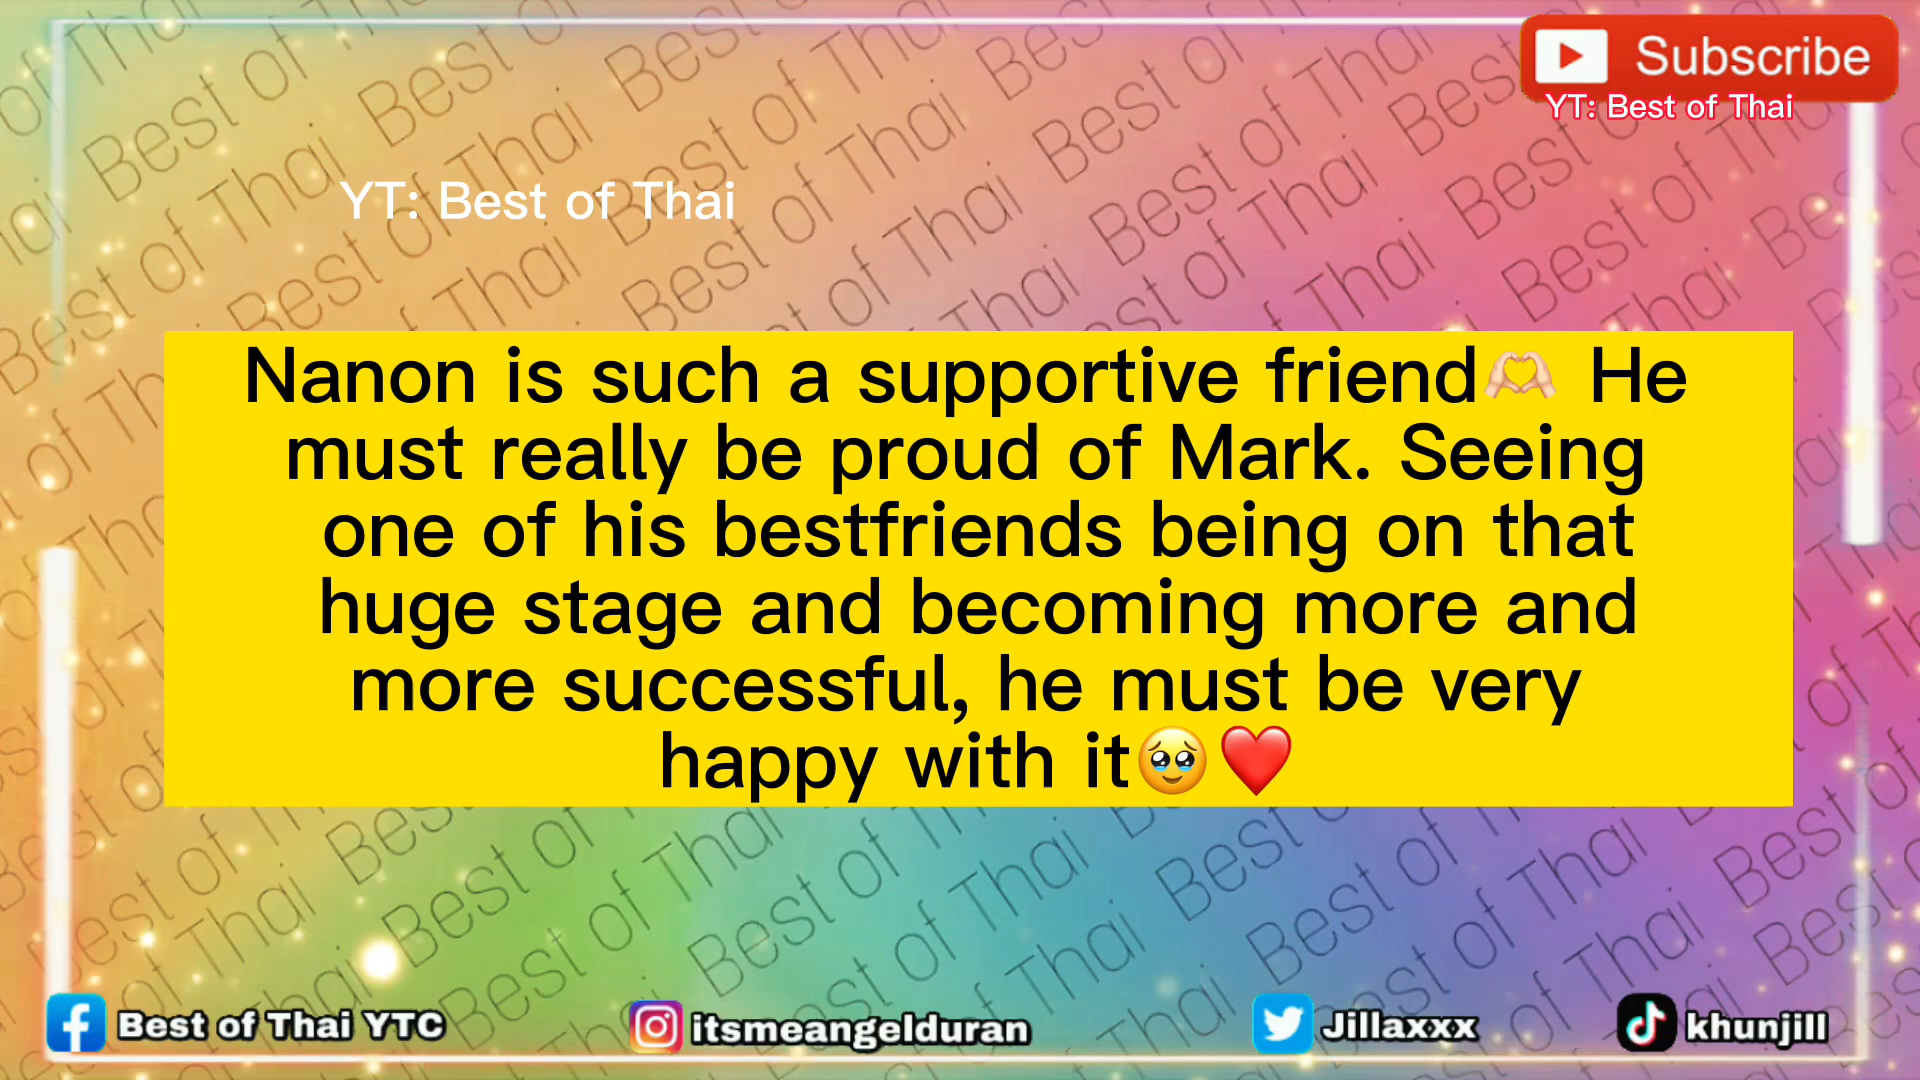 Subscribe
YT: Best of Thai
YT: Best of Thai
Nanon is such a supportive friend🫶🏻 He
must really be proud of Mark. Seeing
one of his bestfriends being on that
huge stage and becoming more and
more successful, he must be very
happy with it🥹❤️
Best of Thai YTC
itsmeangelduran
Jillaxxx
khunjill